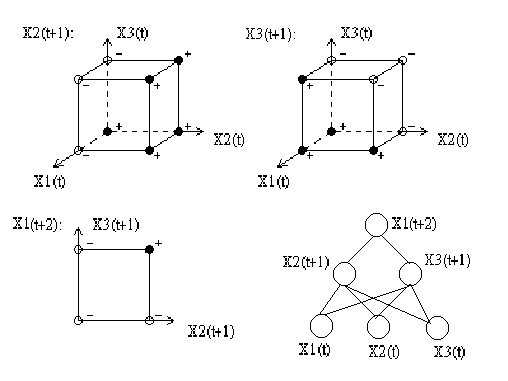 X2(t+1): X3(t) X3(t+1): X3(t)
− + − −
− + + −
+ + + −
X2(t) X2(t)
− + + +
X1(t) X1(t)
X1(t+2): X3(t+1) X1(t+2)
− +
X2(t+1) X3(t+1)
− −
X2(t+1)
X1(t) X2(t) X3(t)